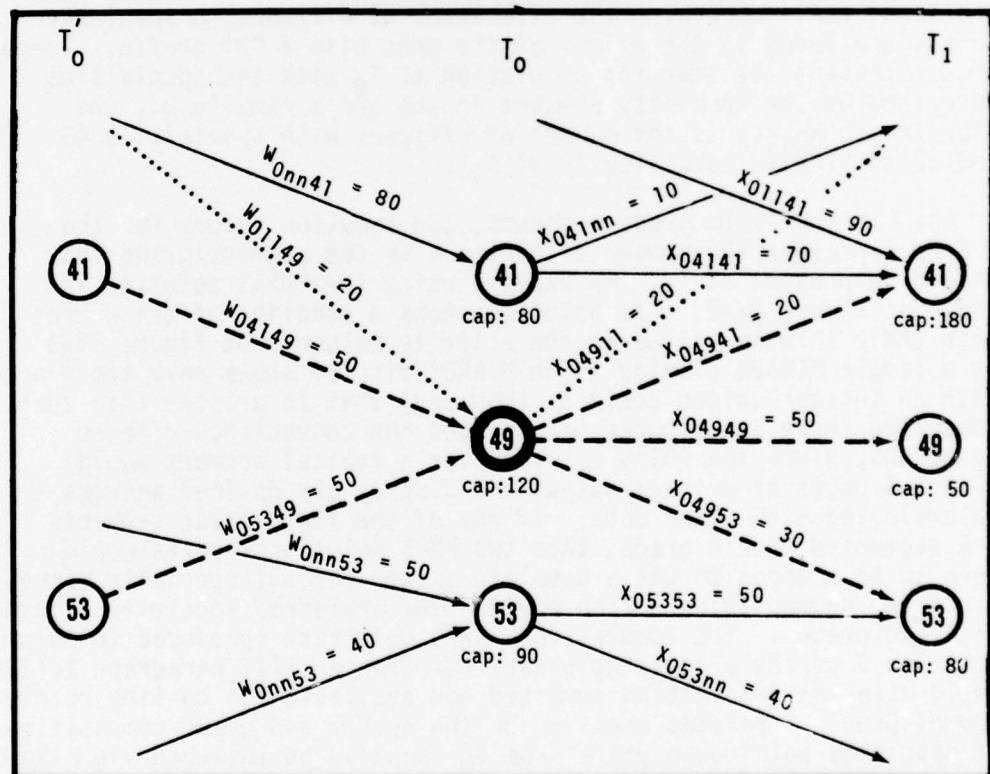 T'₀ T₀ T₁
W₀nn41 = 80
X01141 = 90
X041nn = 70
W01149 = 20
X04141 = 70
41 41 41
cap: 80 cap:180
X04911 = 20
X04941 = 20
W04149 = 50
49 X04949 50 49
cap:120 cap: 50
W05349 = 50
X04953 = 30
W0nn53 = 50
X05353 = 50
53 53 53
cap: 90 cap: 80
W0nn53 = 40
X053nn = 40